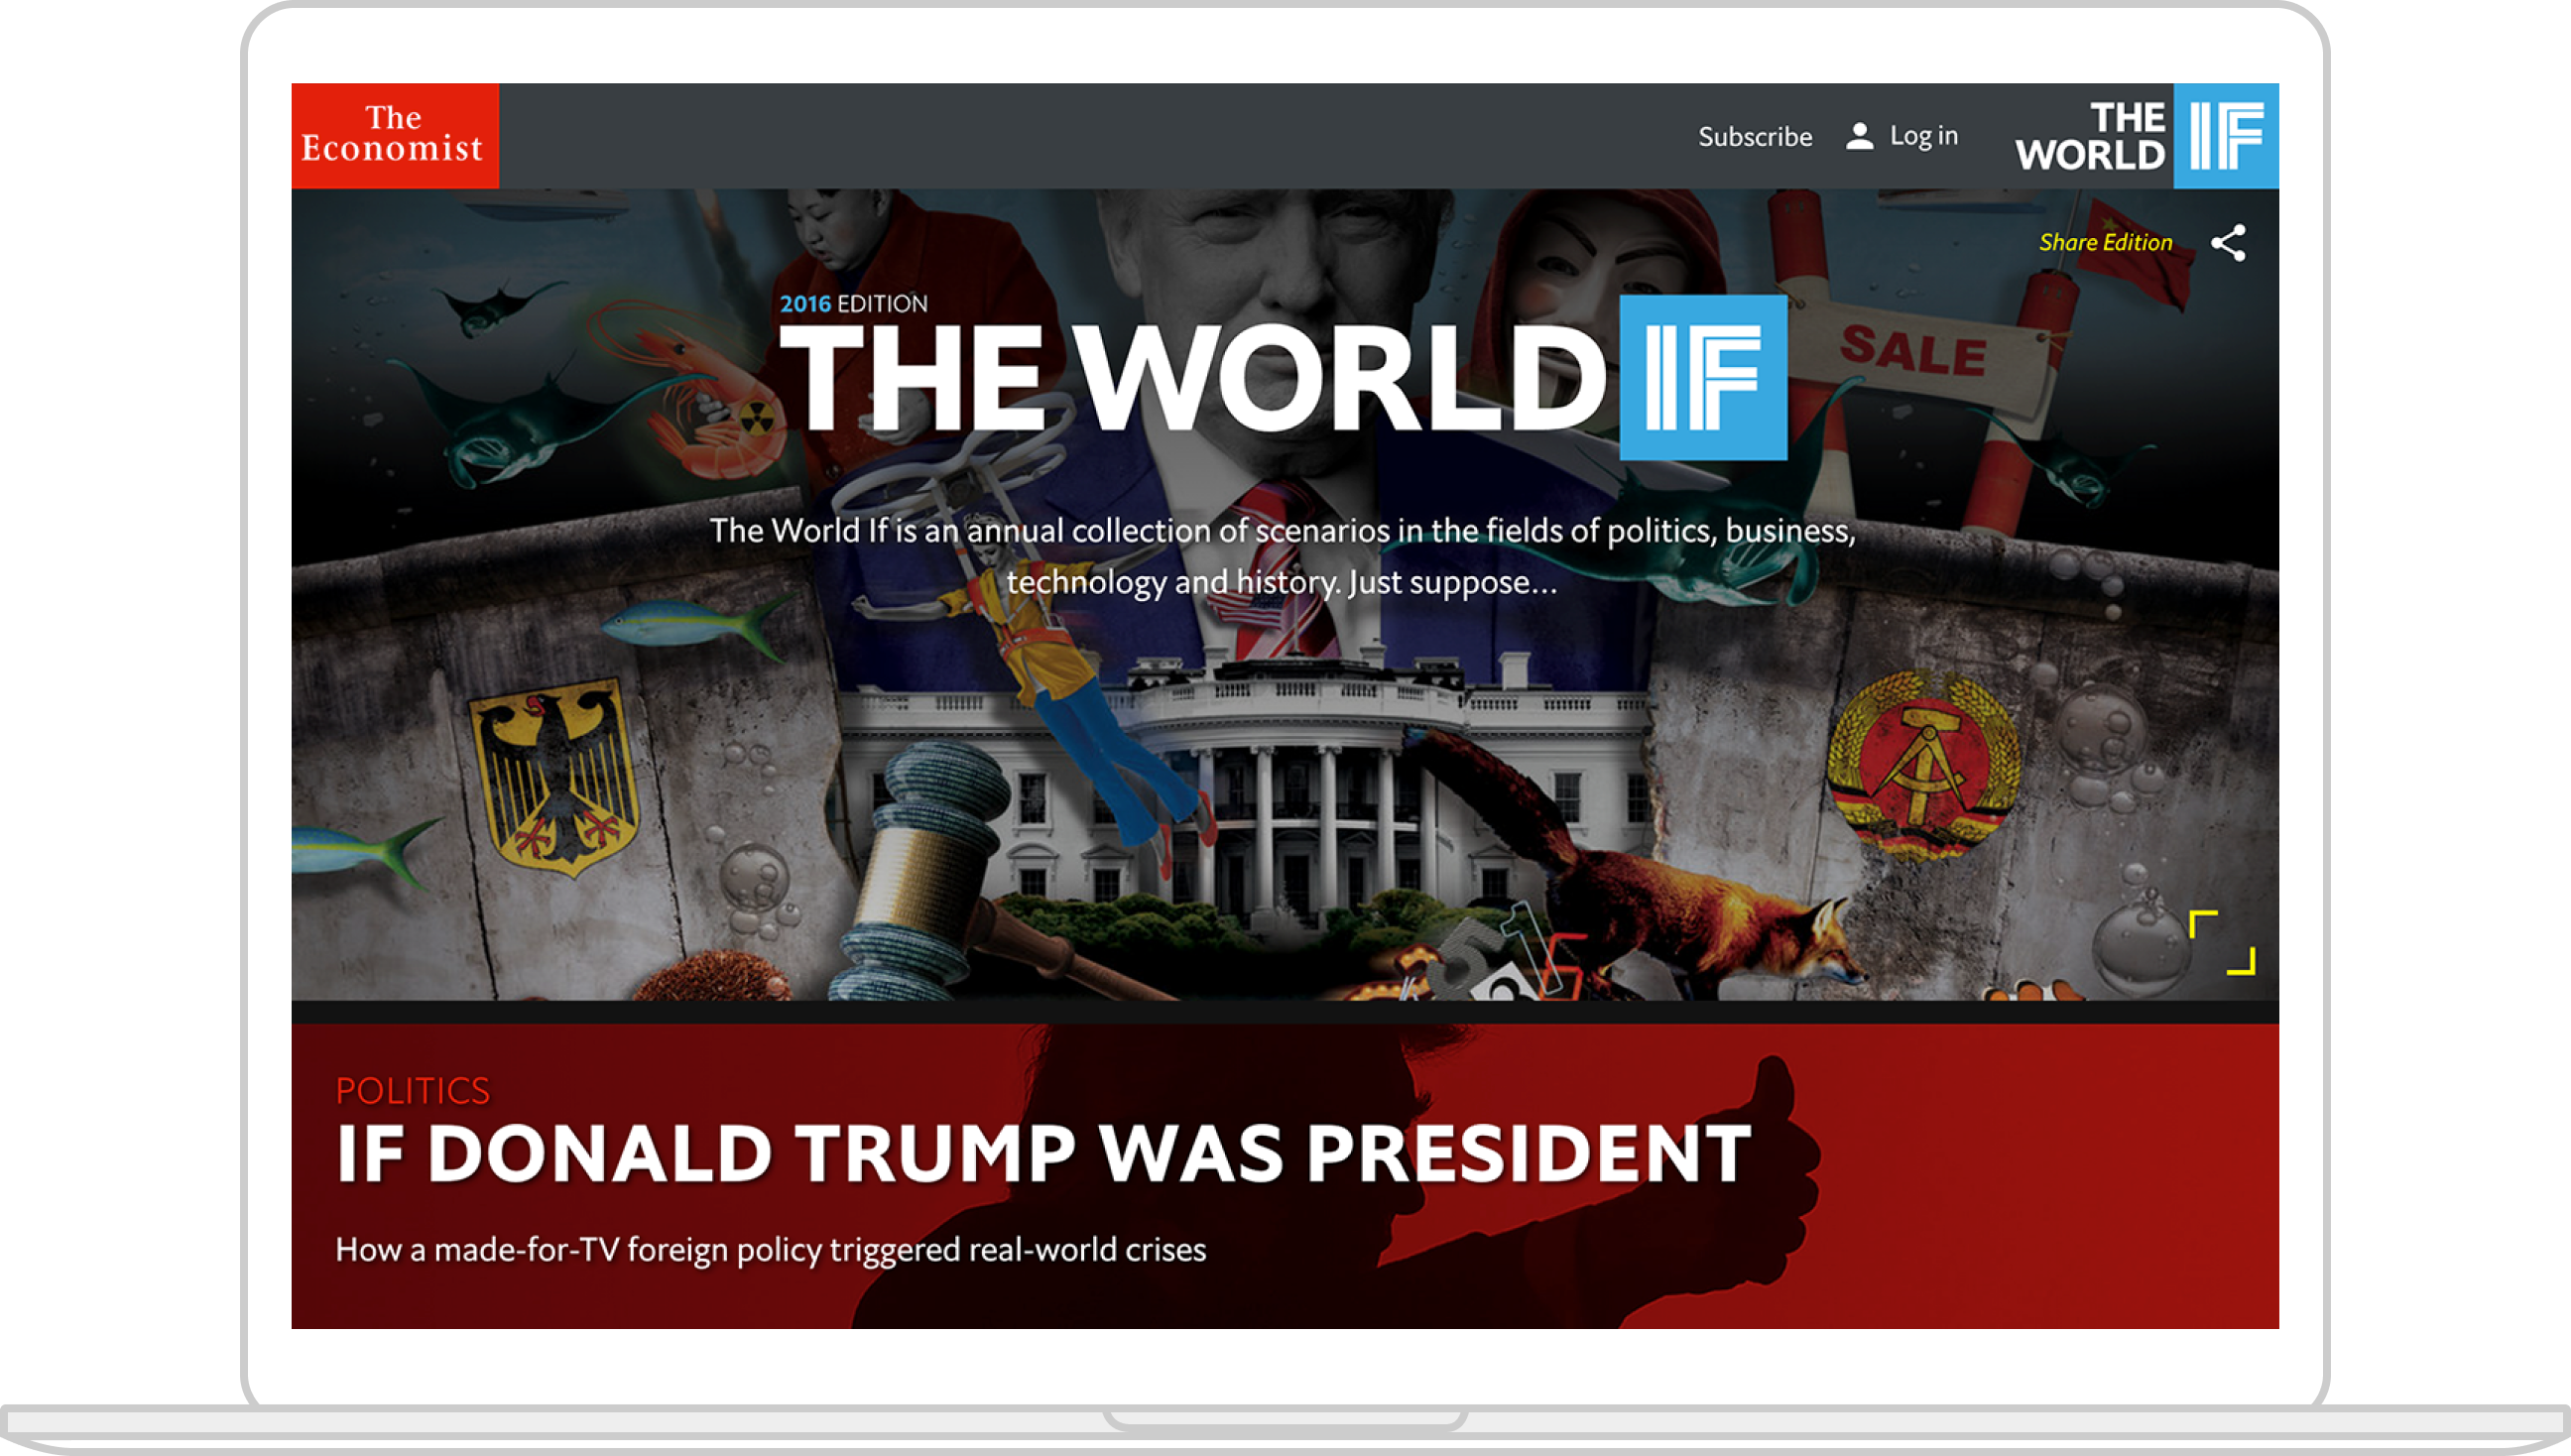 The
Economist
Subscribe
Log in
THE
WORLD
IF
Share Edition
SALE
2016 EDITION
THE WORLD IF
The World If is an annual collection of scenarios in the fields of politics, business,
technology and history. Just suppose...
51
POLITICS
IF DONALD TRUMP WAS PRESIDENT
How a made-for-TV foreign policy triggered real-world crises